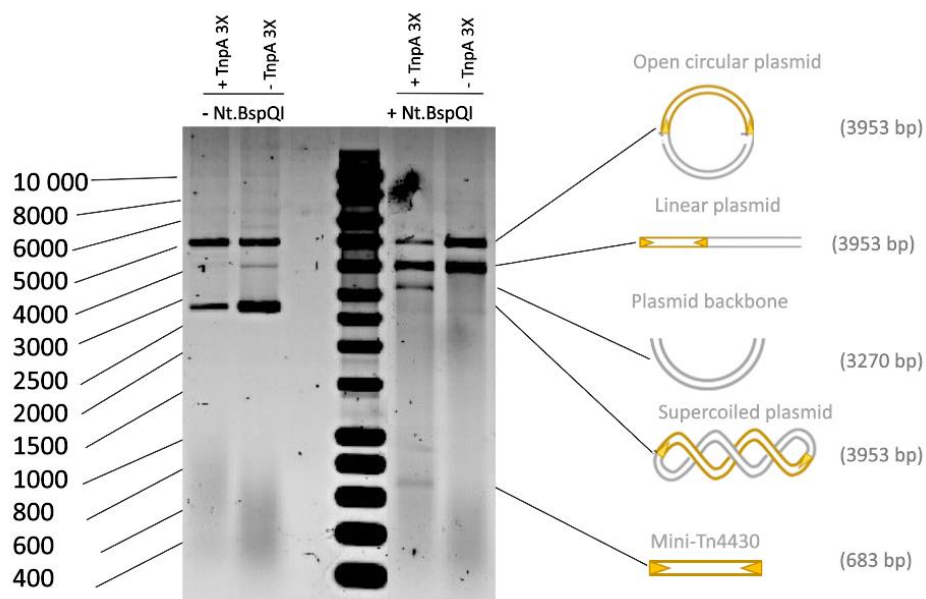 + TnpA 3X
- TnpA 3X
- Nt.BspQI
+ TnpA 3X
- TnpA 3X
+ Nt.BspQI
10 000
8000
6000
5000
4000
3000
2500
2000
1500
1000
800
600
400
Open circular plasmid
(3953 bp)
Linear plasmid
(3953 bp)
Plasmid backbone
(3270 bp)
Supercoiled plasmid
(3953 bp)
Mini-Tn4430
(683 bp)